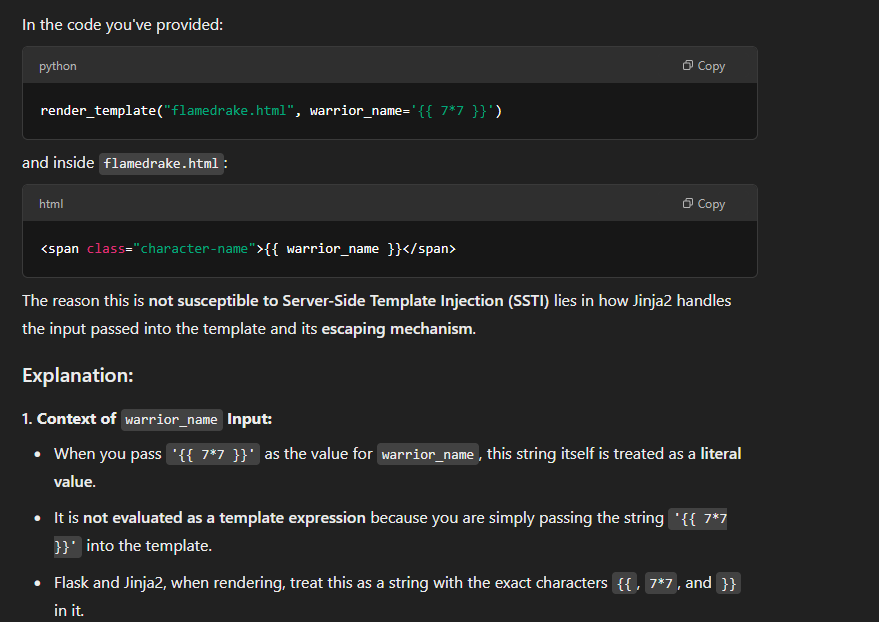 In the code you've provided:
python
Copy
render_template("flamedrake.html", warrior_name='{{ 7*7 }}')
and inside flamedrake.html:
html
Copy
<span class="character-name">{{ warrior_name }}</span>
The reason this is not susceptible to Server-Side Template Injection (SSTI) lies in how Jinja2 handles
the input passed into the template and its escaping mechanism.
Explanation:
1. Context of warrior_name Input:
• When you pass '{{ 7*7 }}' as the value for warrior_name, this string itself is treated as a literal
value.
• It is not evaluated as a template expression because you are simply passing the string '{{ 7*7
}}' into the template.
• Flask and Jinja2, when rendering, treat this as a string with the exact characters {{, 7*7, and }}
in it.